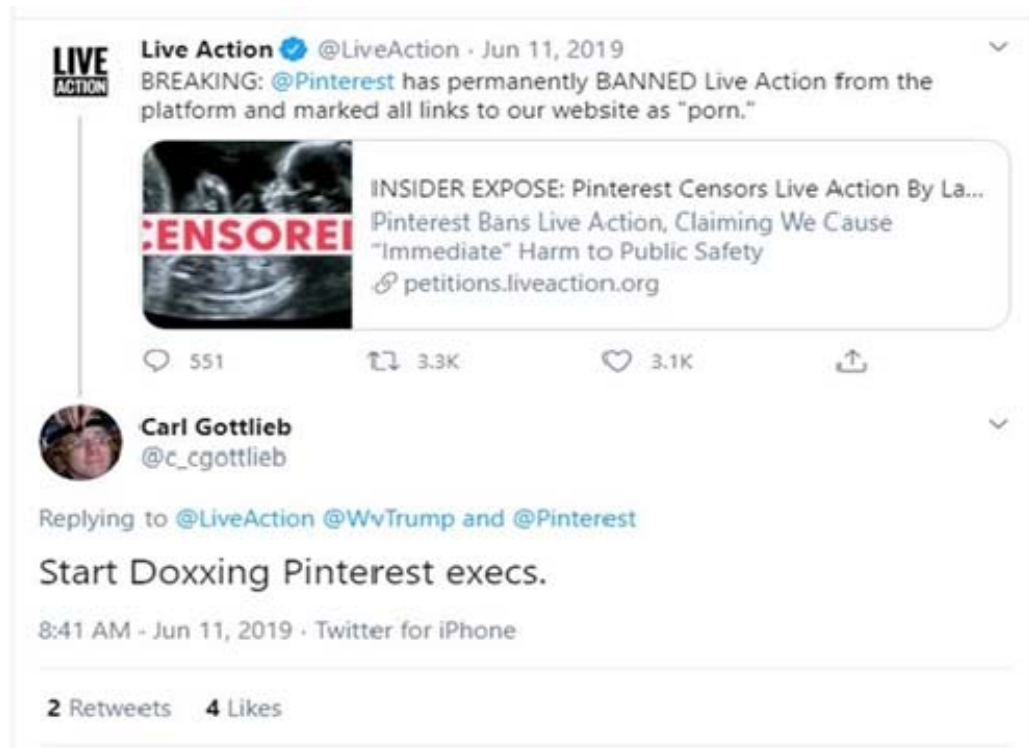 LIVE
ACTION
Live Action @LiveAction · Jun 11, 2019
BREAKING: @Pinterest has permanently BANNED Live Action from the
platform and marked all links to our website as "porn."
CENSORE
INSIDER EXPOSE: Pinterest Censors Live Action By La...
Pinterest Bans Live Action, Claiming We Cause
"Immediate" Harm to Public Safety
petitions.liveaction.org
551 3.3K 3.1K
Carl Gottlieb
@c_cgottlieb
Replying to @LiveAction @WvTrump and @Pinterest
Start Doxxing Pinterest execs.
8:41 AM - Jun 11, 2019 · Twitter for iPhone
2 Retweets 4 Likes